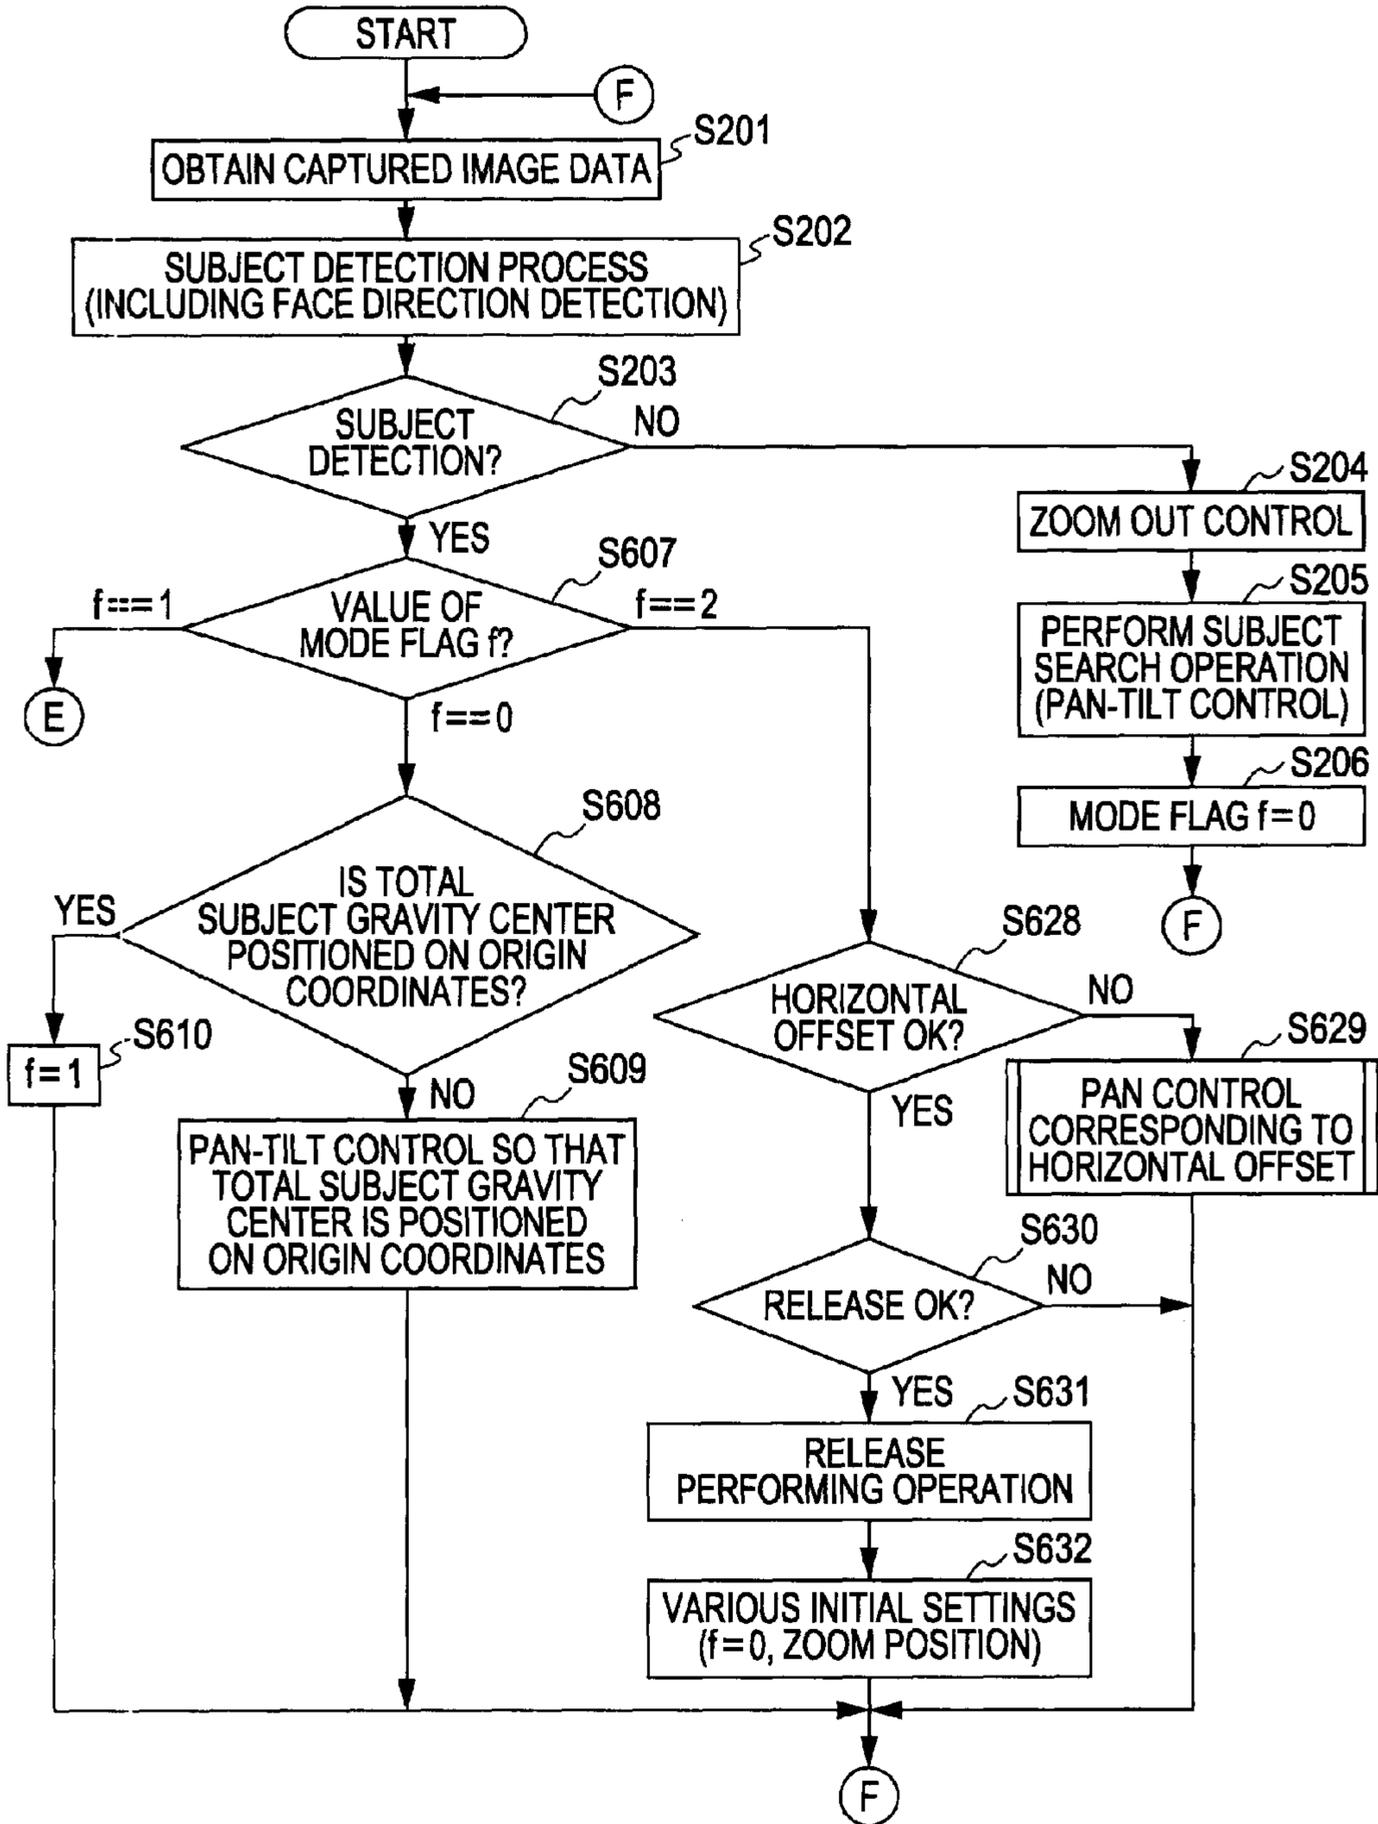 START
F
S201
OBTAIN CAPTURED IMAGE DATA
S202
SUBJECT DETECTION PROCESS
(INCLUDING FACE DIRECTION DETECTION)
S203
SUBJECT
DETECTION?
NO
YES
S204
ZOOM OUT CONTROL
S205
PERFORM SUBJECT
SEARCH OPERATION
(PAN-TILT CONTROL)
S206
MODE FLAG f=0
F
S607
VALUE OF
MODE FLAG f?
f==1
f==2
E
f==0
S608
IS TOTAL
SUBJECT GRAVITY CENTER
POSITIONED ON ORIGIN
COORDINATES?
YES
S610
f=1
NO
S609
PAN-TILT CONTROL SO THAT
TOTAL SUBJECT GRAVITY
CENTER IS POSITIONED
ON ORIGIN COORDINATES
S628
HORIZONTAL
OFFSET OK?
NO
YES
S629
PAN CONTROL
CORRESPONDING TO
HORIZONTAL OFFSET
S630
RELEASE OK?
NO
YES
S631
RELEASE
PERFORMING OPERATION
S632
VARIOUS INITIAL SETTINGS
(f=0, ZOOM POSITION)
F